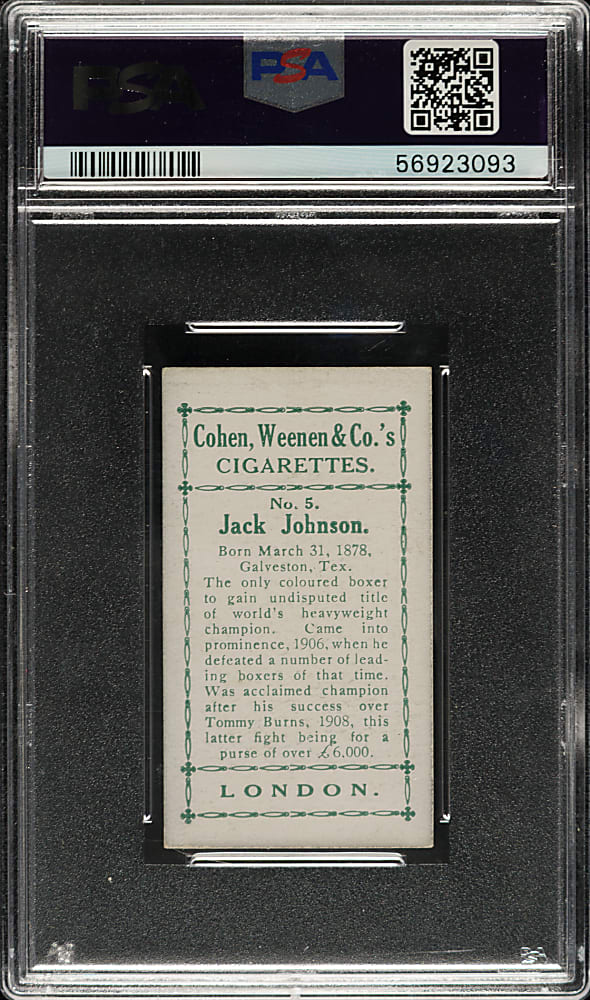 PSA
PSA
56923093
Cohen, Weenen & Co.'s
CIGARETTES.
No. 5.
Jack Johnson.
Born March 31, 1878,
Galveston, Tex.
The only coloured boxer
to gain undisputed title
of world's heavyweight
champion. Came into
prominence, 1906, when he
defeated a number of lead-
ing boxers of that time.
Was acclaimed champion
after his success over
Tommy Burns, 1908, this
latter fight being for a
purse of over £6,000.
LONDON.